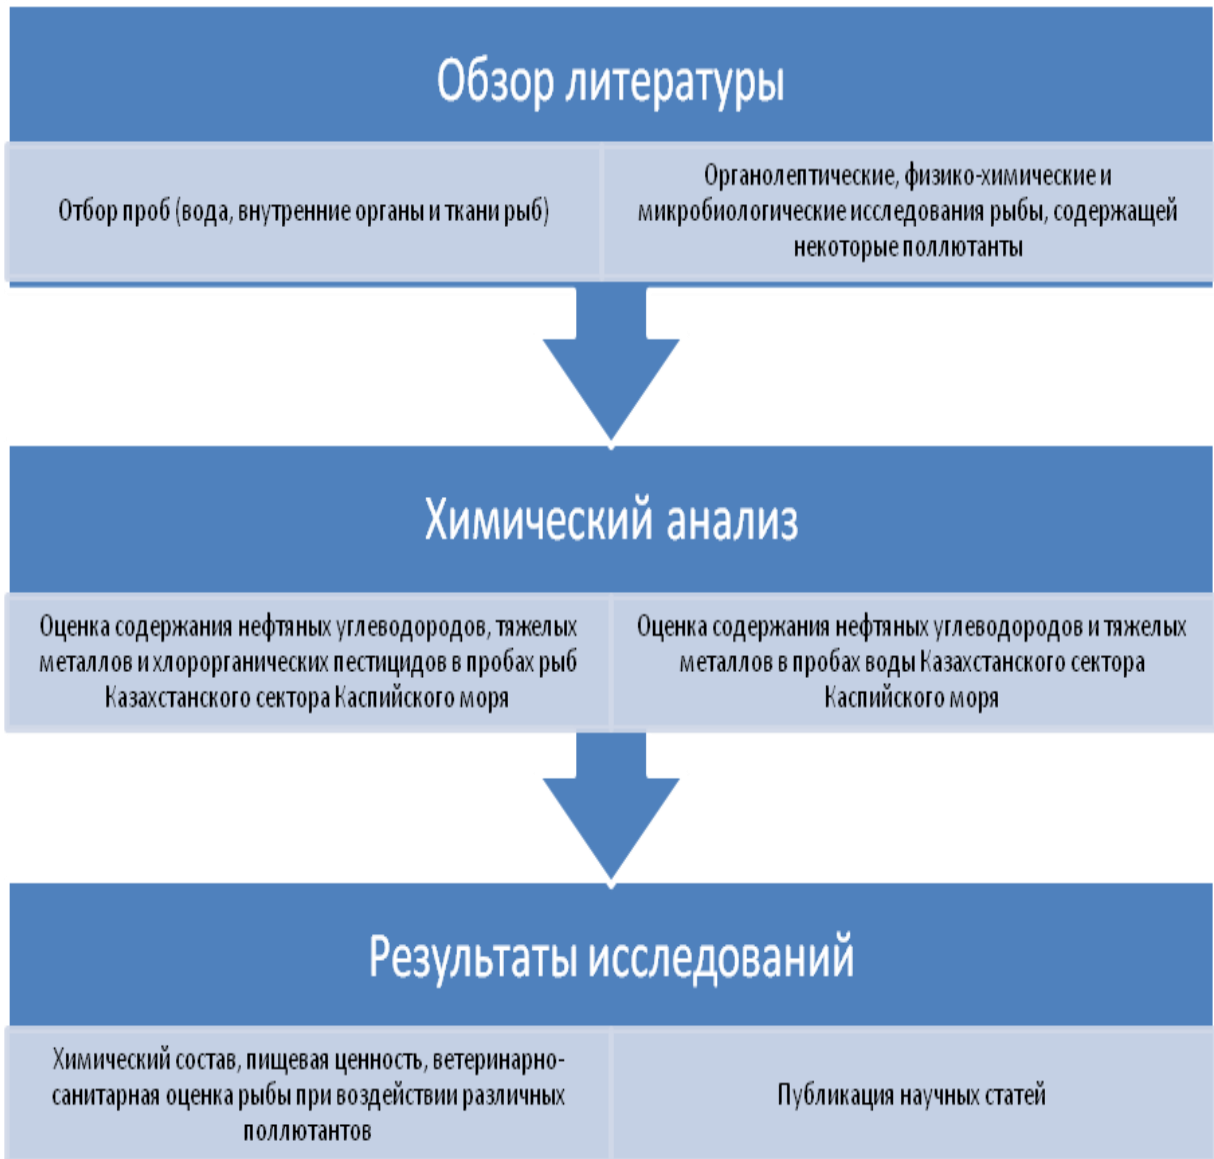 Обзор литературы
Отбор проб (вода, внутренние органы и ткани рыб)
Органолептические, физико-химические и
микробиологические исследования рыбы, содержащей
некоторые поллютанты
Химический анализ
Оценка содержания нефтяных углеводородов, тяжелых
металлов и хлорорганических пестицидов в пробах рыб
Казахстанского сектора Каспийского моря
Оценка содержания нефтяных углеводородов и тяжелых
металлов в пробах воды Казахстанского сектора
Каспийского моря
Результаты исследований
Химический состав, пищевая ценность, ветеринарно-
санитарная оценка рыбы при воздействии различных
поллютантов
Публикация научных статей